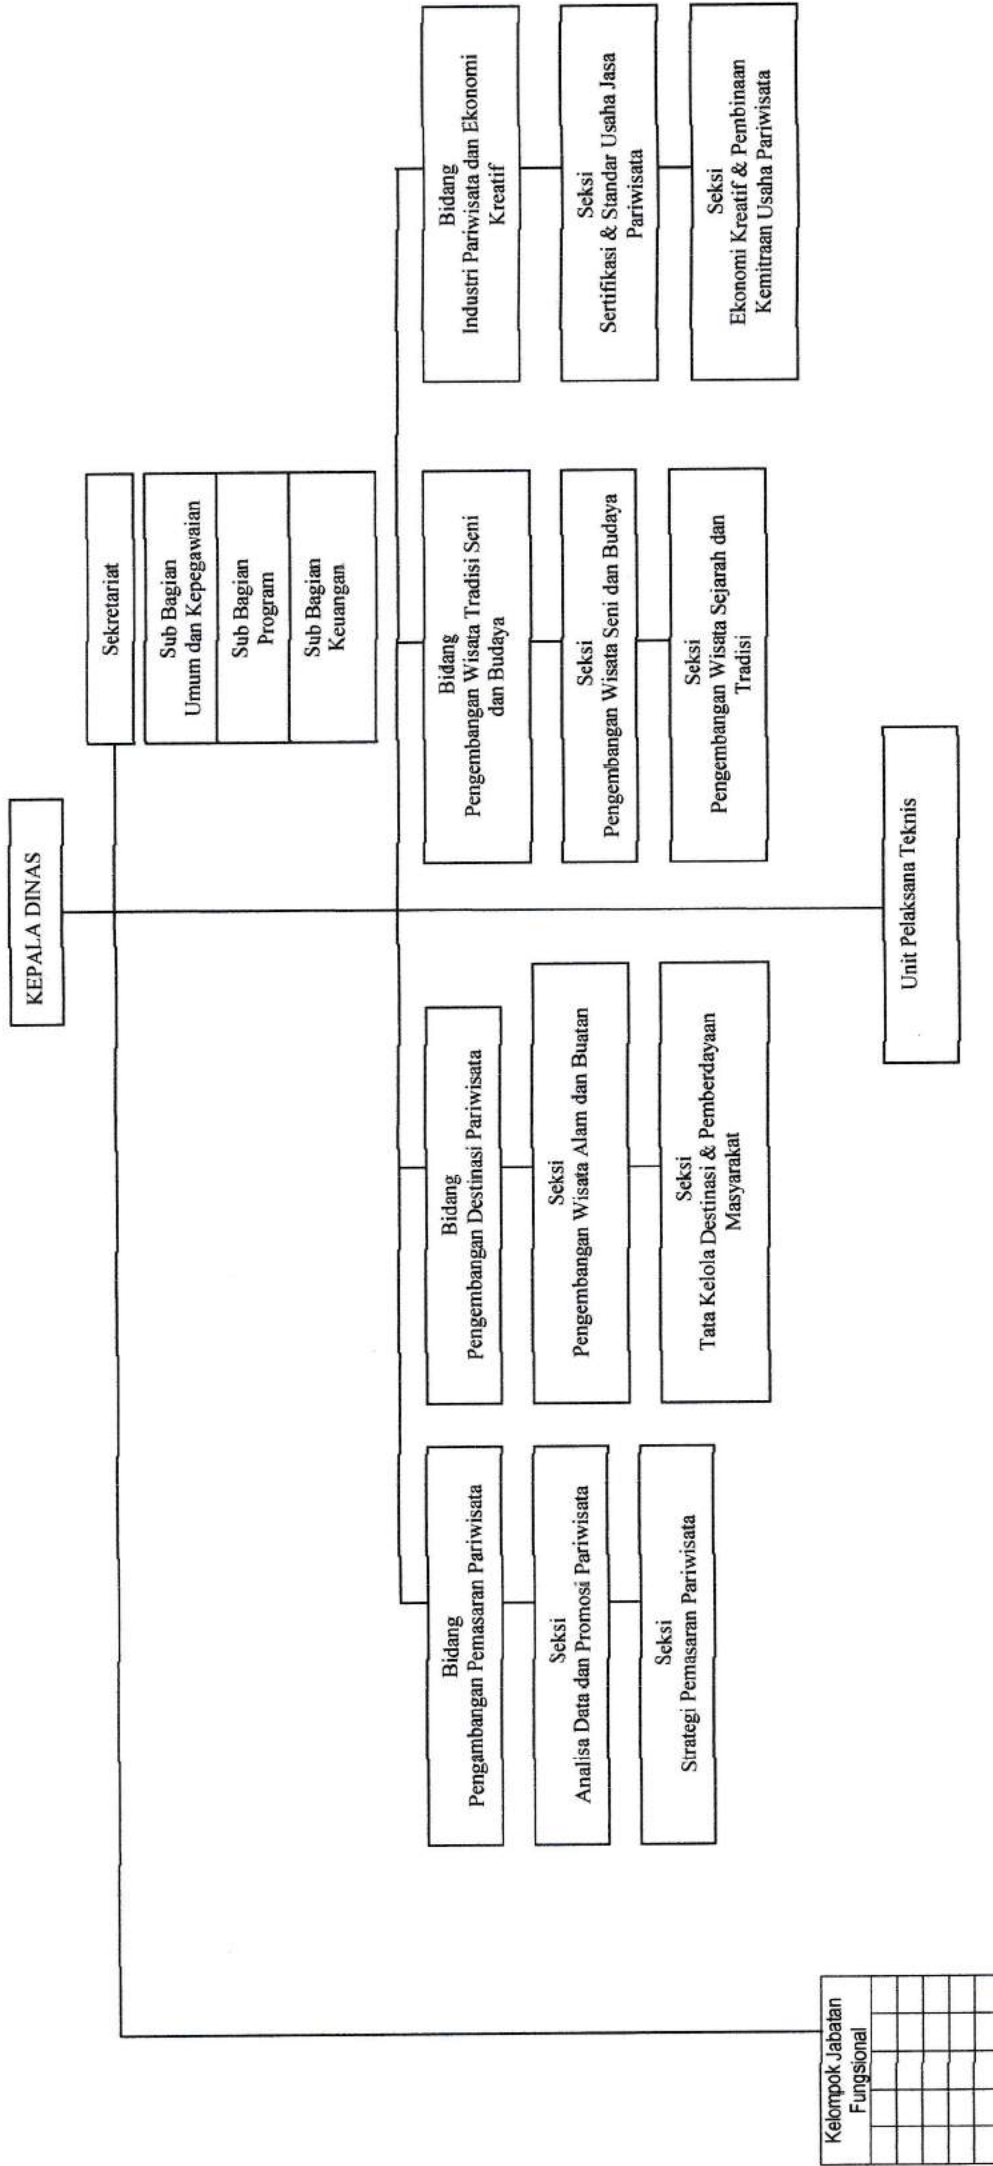 KEPALA DINAS
Sekretariat
Sub Bagian
Umum dan Kepegawaian
Sub Bagian
Program
Sub Bagian
Keuangan
Bidang
Pengambangan Pemasaran Pariwisata
Seksi
Analisa Data dan Promosi Pariwisata
Seksi
Strategi Pemasaran Pariwisata
Bidang
Pengembangan Destinasi Pariwisata
Seksi
Pengembangan Wisata Alam dan Buatan
Seksi
Tata Kelola Destinasi & Pemberdayaan
Masyarakat
Bidang
Pengembangan Wisata Tradisi Seni
dan Budaya
Seksi
Pengembangan Wisata Seni dan Budaya
Seksi
Pengembangan Wisata Sejarah dan
Tradisi
Bidang
Industri Pariwisata dan Ekonomi
Kreatif
Seksi
Sertifikasi & Standar Usaha Jasa
Pariwisata
Seksi
Ekonomi Kreatif & Penbinaan
Kemitraan Usaha Pariwisata
Kelompok Jabatan
Fungsional
Unit Pelaksana Teknis